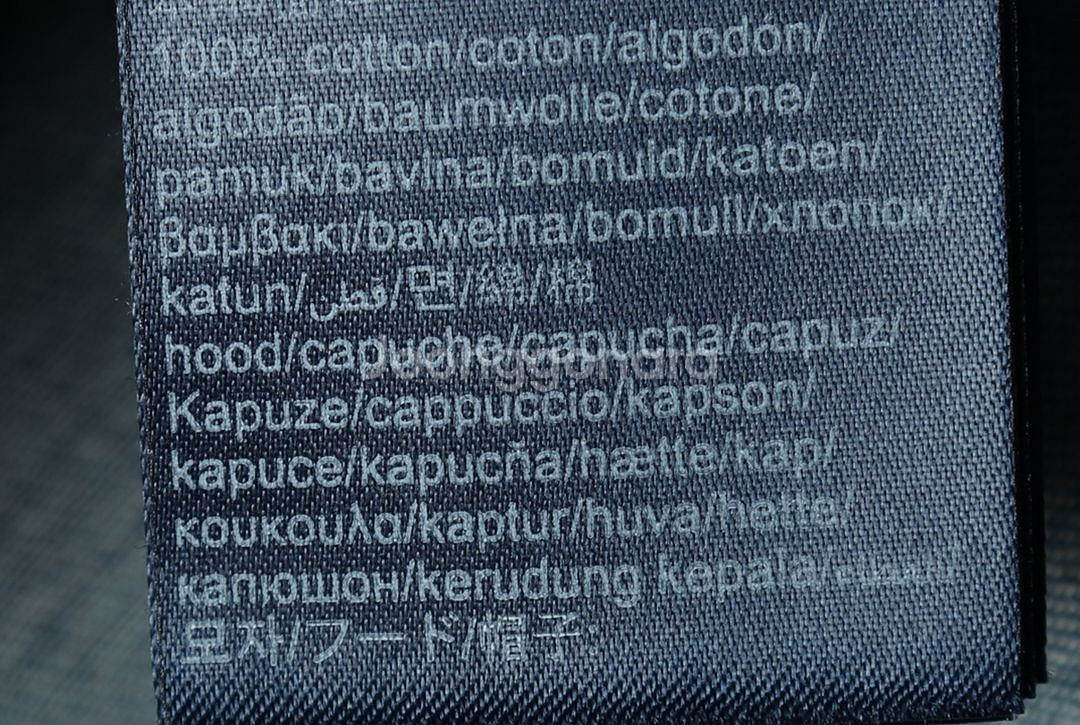 100% cotton/coton/algodón/
algodão/baumwolle/cotone/
pamuk/bavlna/bomuld/katoen/
βαμβακι/bawełna/bomull/хлопок/
katun/قطن/면/綿/棉
hood/capuche/capucha/capuz/
Kapuze/cappuccio/kapson/
kapuce/kapucňa/hætte/kap/
κουκουλα/kaptur/huva/hette/
капюшон/kerudung kepala/
모자/フード/帽子:
Joonggonara